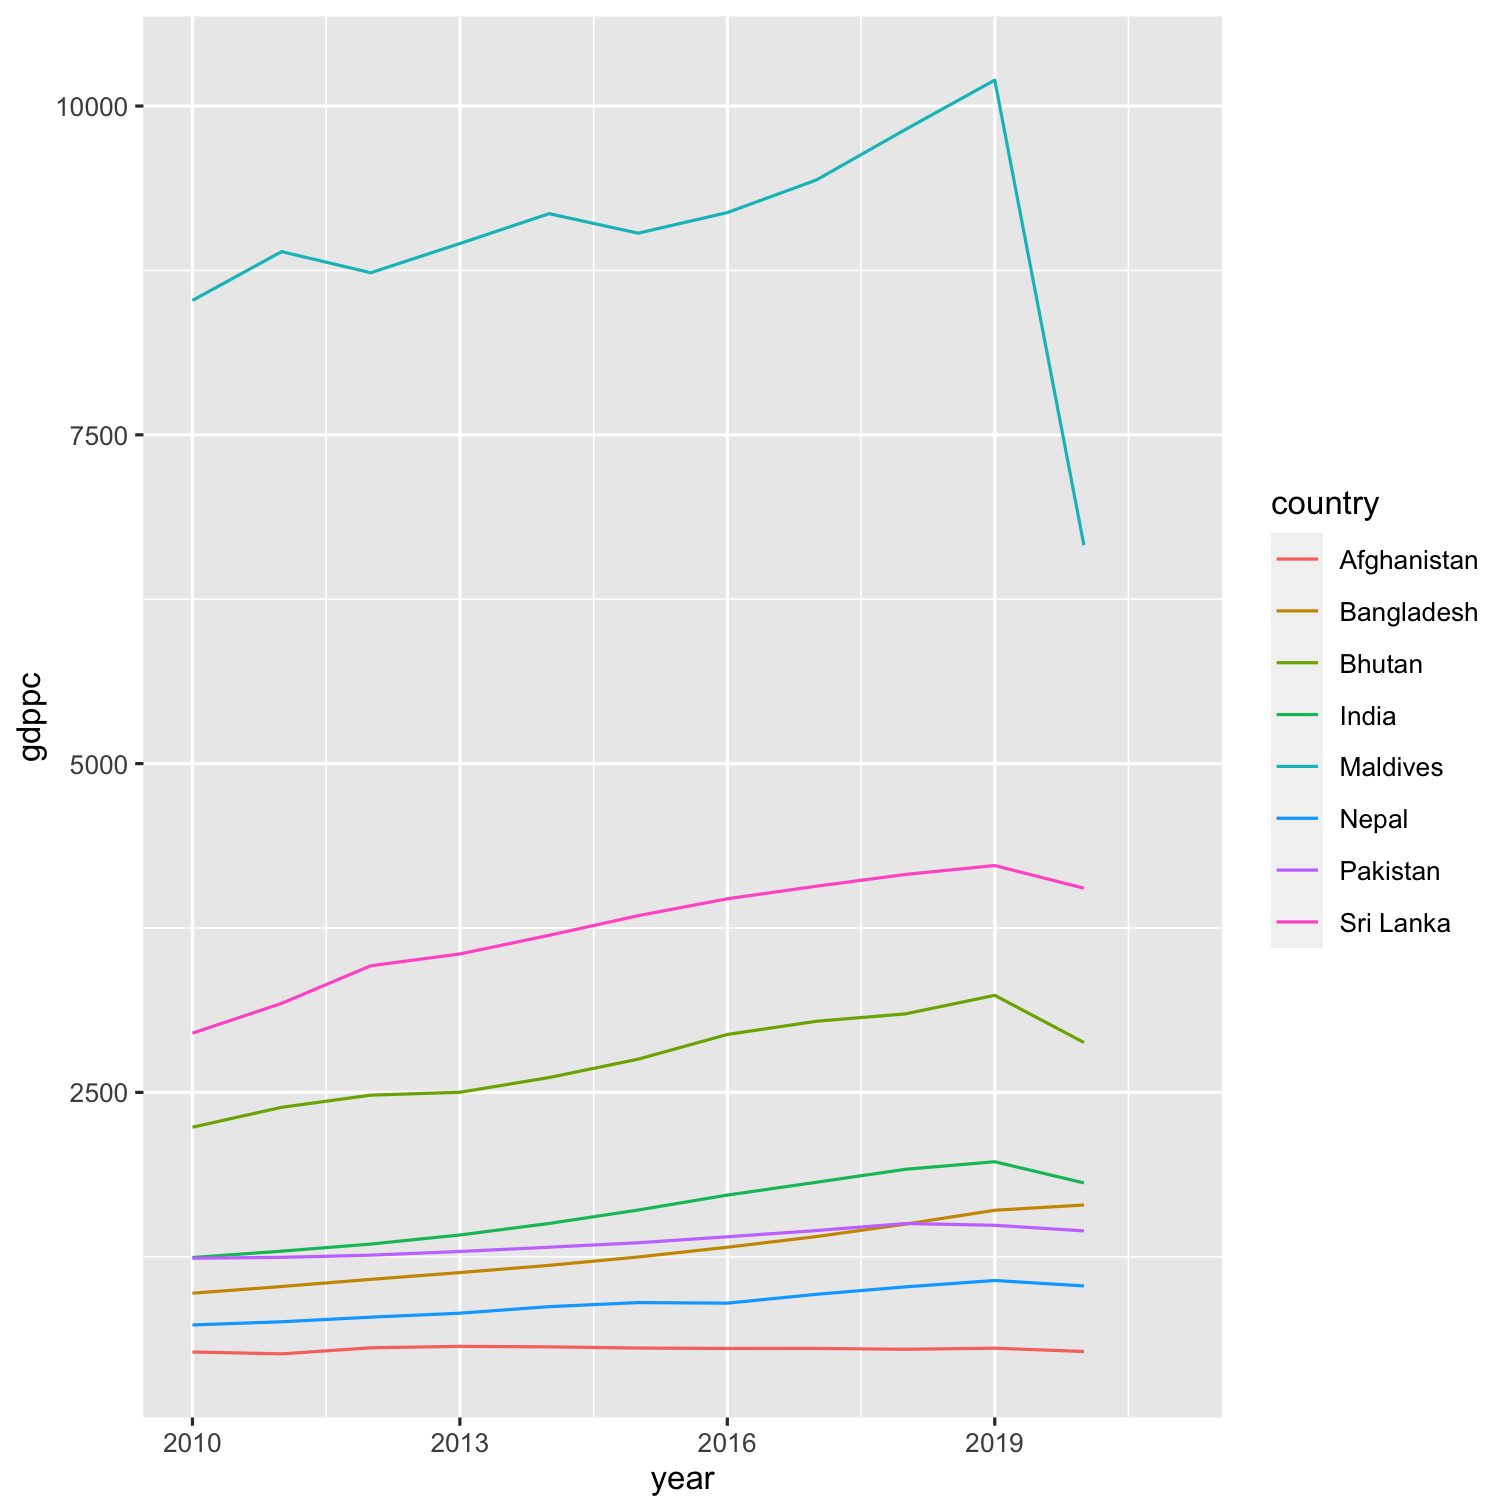 10000
7500
5000
2500
gdppc
2010 2013 2016 2019
year
country
Afghanistan
Bangladesh
Bhutan
India
Maldives
Nepal
Pakistan
Sri Lanka